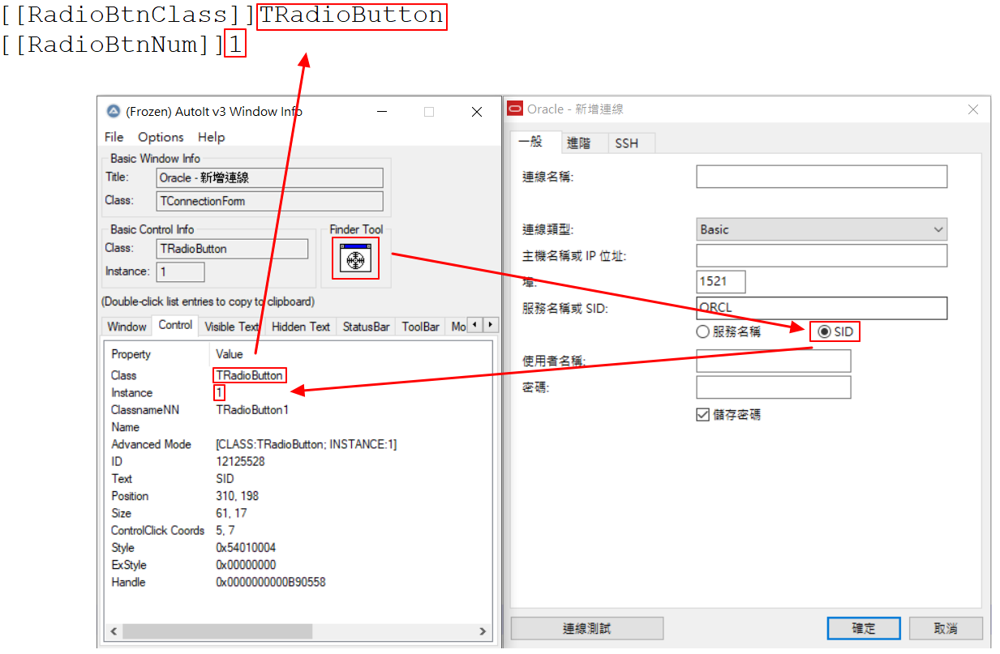 [[RadioBtnClass]]TRadioButton
[[RadioBtnNum]]1
(Frozen) AutoIt v3 Window Info
File Options Help
Basic Window Info
Title: Oracle - 新增連線
Class: TConnectionForm
Basic Control Info
Class: TRadioButton
Instance: 1
Finder Tool
(Double-click list entries to copy to clipboard)
Window Control Visible Text Hidden Text StatusBar ToolBar Mo
Property Value
Class TRadioButton
Instance 1
ClassnameNN TRadioButton1
Name
Advanced Mode [CLASS:TRadioButton; INSTANCE:1]
ID 12125528
Text SID
Position 310, 198
Size 61, 17
ControlClick Coords 5, 7
Style 0x54010004
ExStyle 0x00000000
Handle 0x0000000000B90558
Oracle - 新增連線
一般 進階 SSH
連線名稱:
連線類型: Basic
主機名稱或 IP 位址:
埠: 1521
服務名稱或 SID: ORCL
服務名稱 SID
使用者名稱:
密碼:
儲存密碼
連線測試 確定 取消